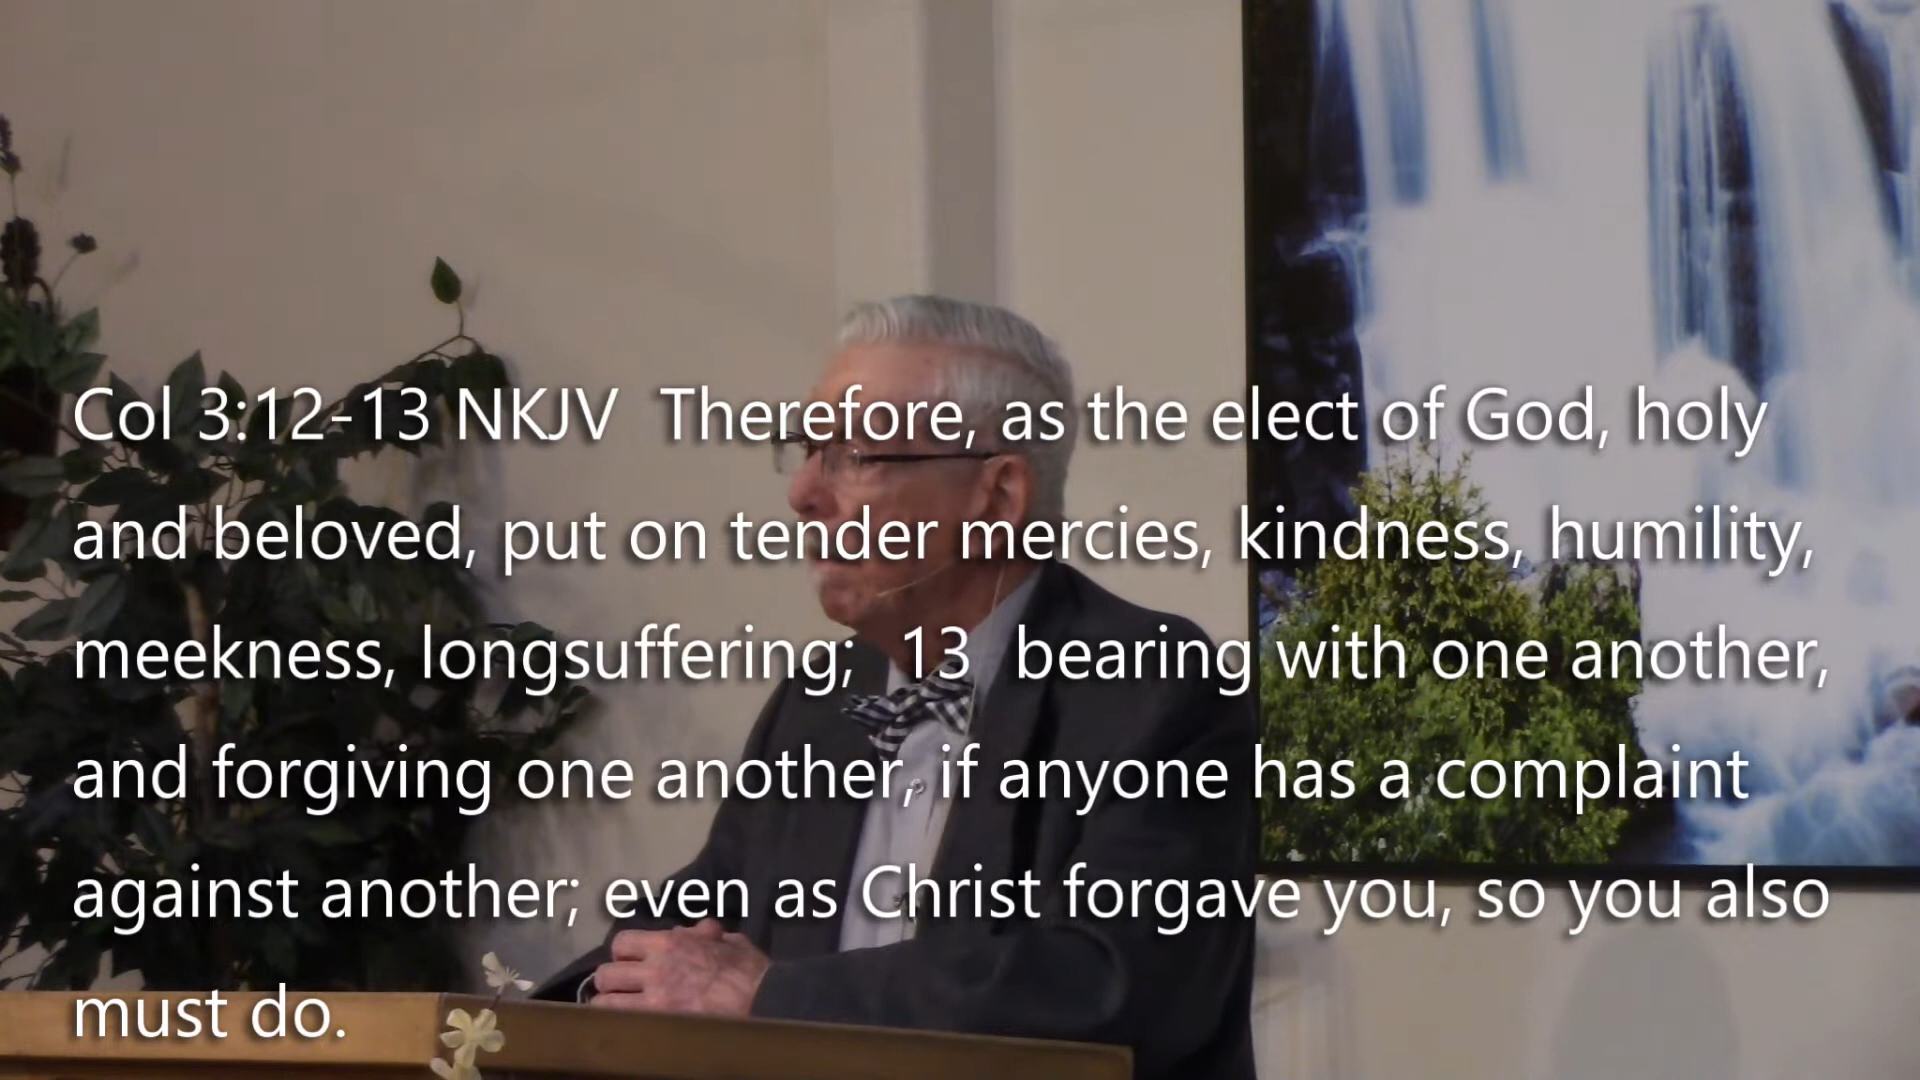 Col 3:12-13 NKJV  Therefore, as the elect of God, holy
and beloved, put on tender mercies, kindness, humility,
meekness, longsuffering;  13  bearing with one another,
and forgiving one another, if anyone has a complaint
against another; even as Christ forgave you, so you also
must do.